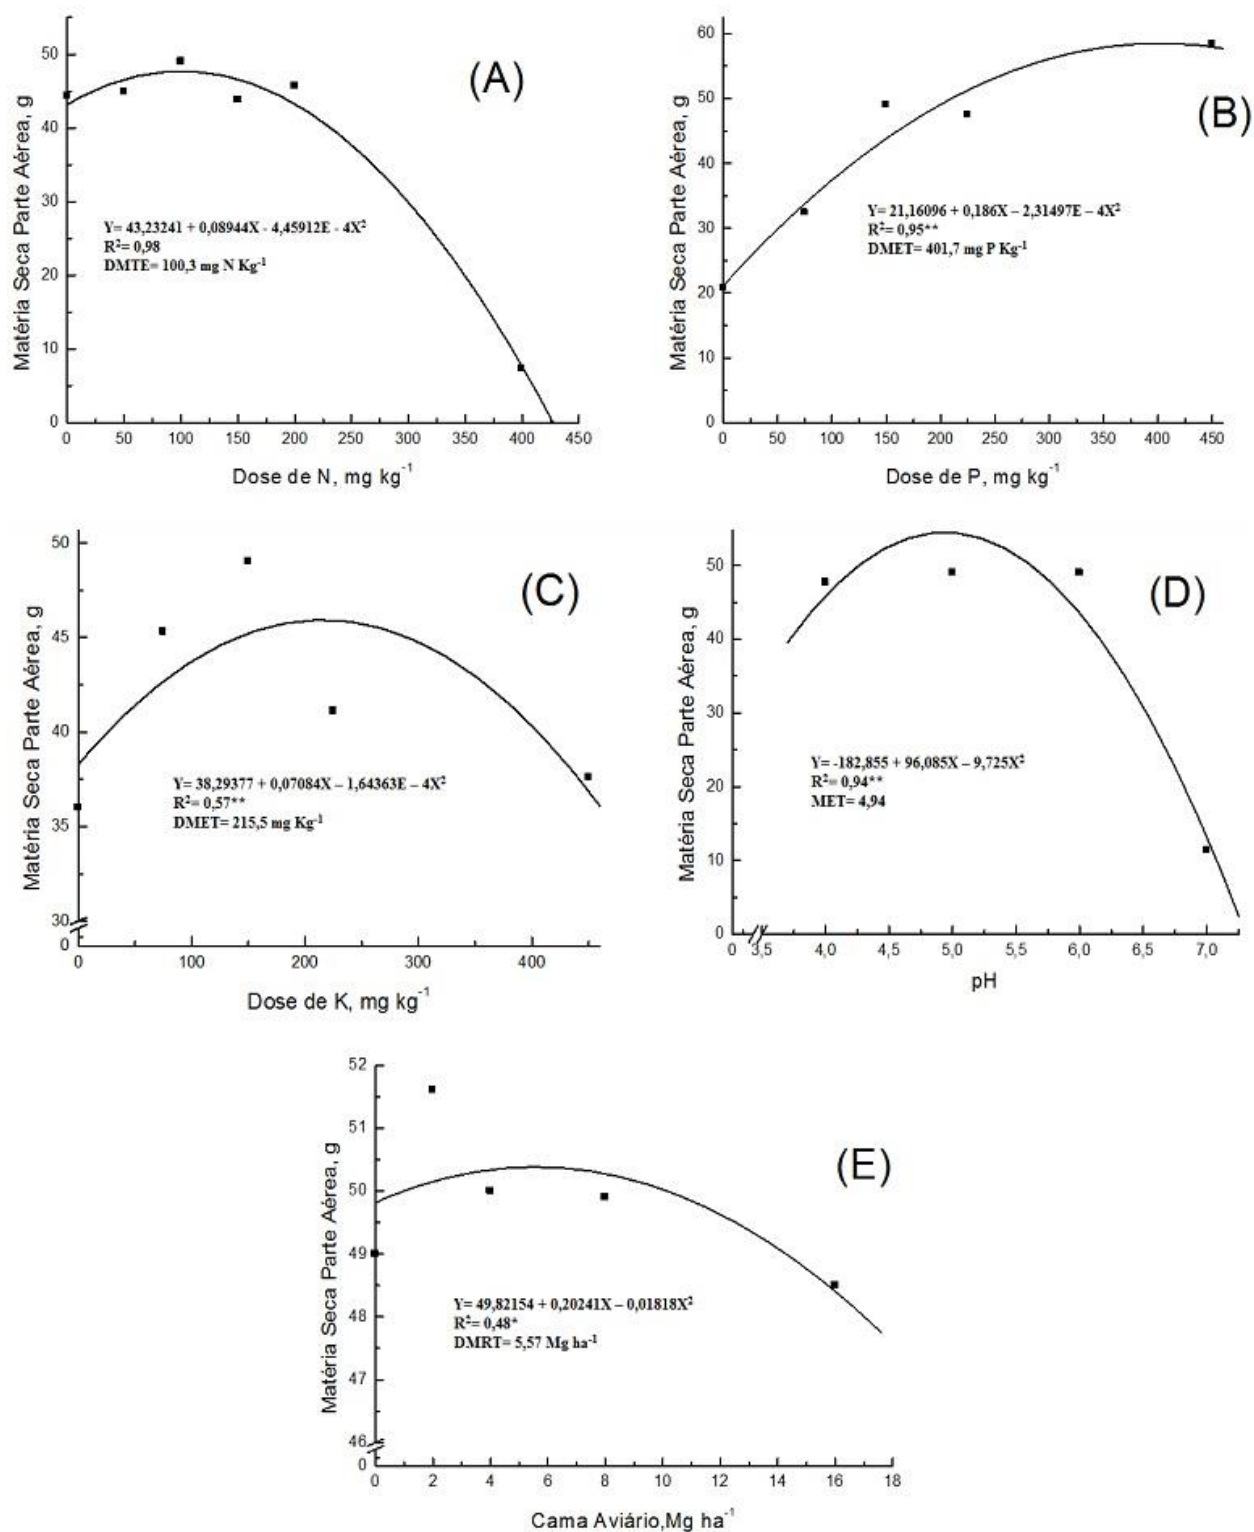 (A)
Matéria Seca Parte Aérea, g
50
40
30
20
10
0
Y= 43,23241 + 0,08944X - 4,45912E - 4X²
R²= 0,98
DMTE= 100,3 mg N Kg⁻¹
0 50 100 150 200 250 300 350 400 450
Dose de N, mg kg⁻¹
(B)
Matéria Seca Parte Aérea, g
60
50
40
30
20
10
0
Y= 21,16096 + 0,186X – 2,31497E – 4X²
R²= 0,95**
DMET= 401,7 mg P Kg⁻¹
0 75 150 225 300 375 450
Dose de P, mg kg⁻¹
(C)
Matéria Seca Parte Aérea, g
50
45
40
35
30
0
Y= 38,29377 + 0,07084X – 1,64363E – 4X²
R²= 0,57**
DMET= 215,5 mg Kg⁻¹
0 100 200 300 400
Dose de K, mg kg⁻¹
(D)
Matéria Seca Parte Aérea, g
50
40
30
20
10
0
Y= -182,855 + 96,085X – 9,725X²
R²= 0,94**
MET= 4,94
0 3,5 4,0 4,5 5,0 5,5 6,0 6,5 7,0
pH
(E)
Matéria Seca Parte Aérea, g
52
51
50
49
48
47
46
0
Y= 49,82154 + 0,20241X – 0,01818X²
R²= 0,48*
DMRT= 5,57 Mg ha⁻¹
0 2 4 6 8 10 12 14 16 18
Cama Aviário,Mg ha⁻¹